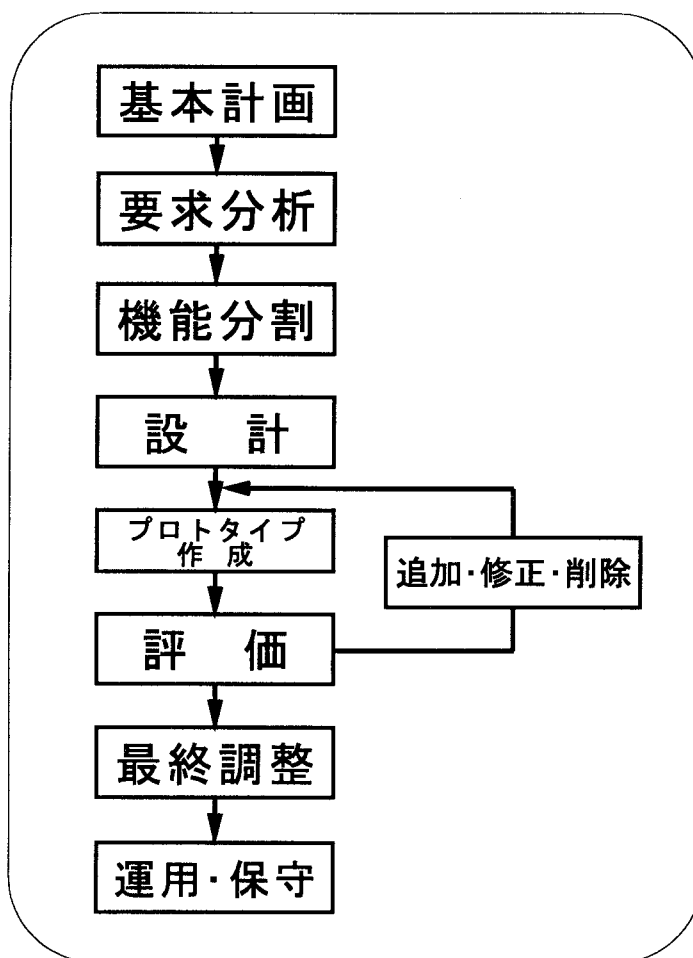 基本計画
要求分析
機能分割
設　計
プロトタイプ
作成
追加・修正・削除
評　価
最終調整
運用・保守